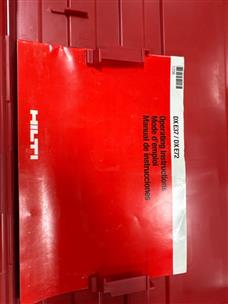 DX E37 / DX E72
Operating instructions
Mode d'emploi
Manual de instrucciones
HILTI